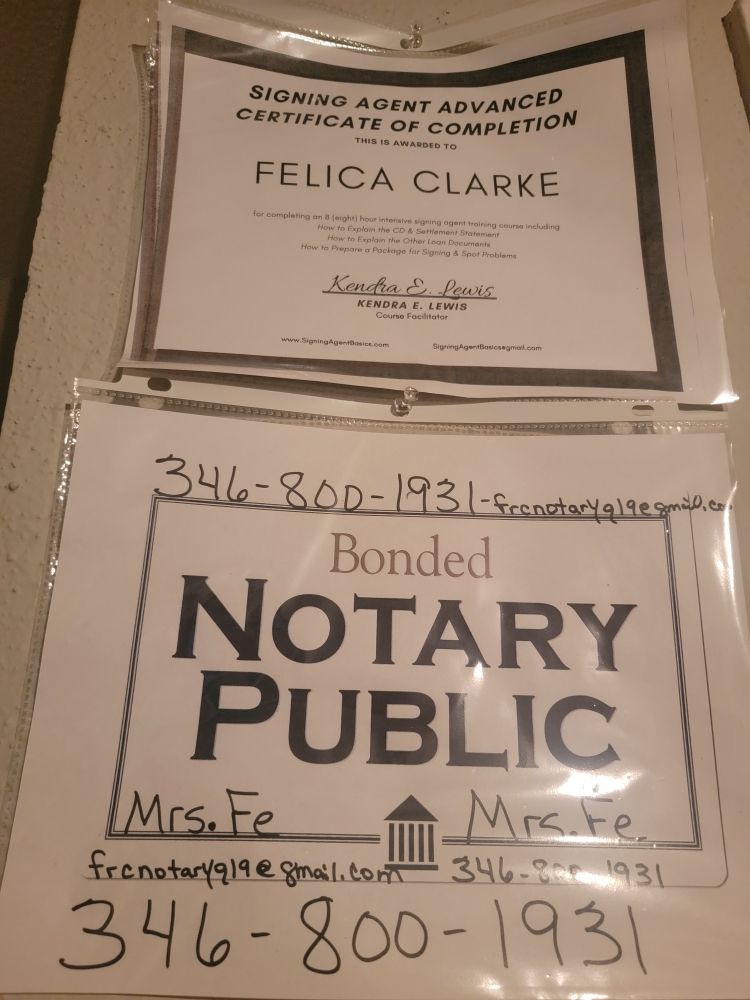 SIGNING AGENT ADVANCED
CERTIFICATE OF COMPLETION
THIS IS AWARDED TO
FELICA CLARKE
for completing an 8 (eight) hour intensive signing agent training course including
How to Explain the CD & Settlement Statement
How to Explain the Other Loan Documents
How to Prepare a Package for Signing & Spot Problems
Kendra E. Lewis
KENDRA E. LEWIS
Course Facilitator
www.SigningAgentBasics.com SigningAgentBasics@gmail.com
346-800-1931-frcnotary919@gmail.co
Bonded
NOTARY
PUBLIC
Mrs. Fe Mrs. Fe
frcnotary919@gmail.com 346-800-1931
346-800-1931